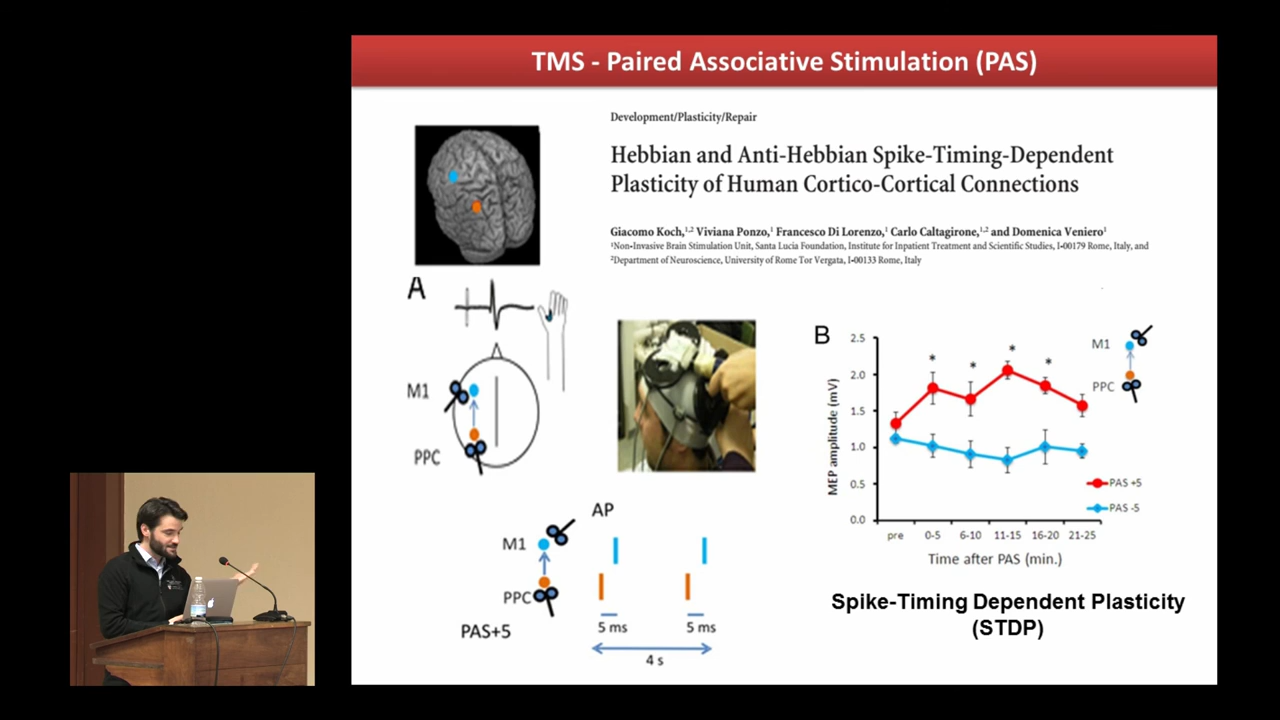 TMS - Paired Associative Stimulation (PAS)
Development/Plasticity/Repair
Hebbian and Anti-Hebbian Spike-Timing-Dependent
Plasticity of Human Cortico-Cortical Connections
Giacomo Koch,1,2 Viviana Ponzo,1 Francesco Di Lorenzo,1 Carlo Caltagirone,1,2 and Domenica Veniero1
1Non-Invasive Brain Stimulation Unit, Santa Lucia Foundation, Institute for Inpatient Treatment and Scientific Studies, I-00179 Rome, Italy, and
2Department of Neuroscience, University of Rome Tor Vergata, I-00133 Rome, Italy
A
M1
PPC
AP
M1
PPC
PAS+5
5 ms
5 ms
4 s
B
MEP amplitude (mV)
2.5
2.0
1.5
1.0
0.5
0.0
* * * *
M1
PPC
PAS +5
PAS -5
pre 0-5 6-10 11-15 16-20 21-25
Time after PAS (min.)
Spike-Timing Dependent Plasticity
(STDP)